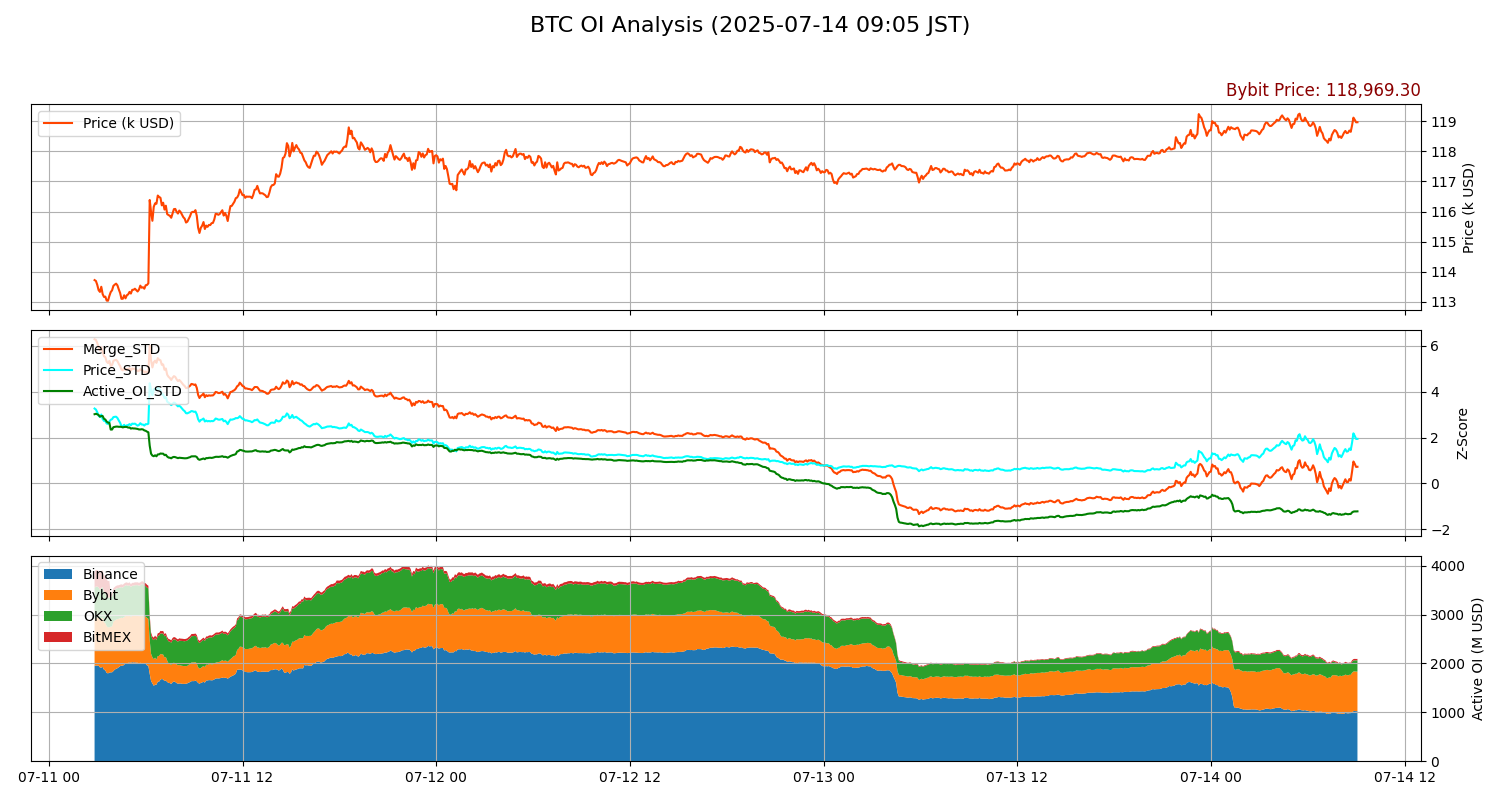 BTC OI Analysis (2025-07-14 09:05 JST)
Bybit Price: 118,969.30
Price (k USD)
119
118
117
116
115
114
113
Price (k USD)
Merge_STD
Price_STD
Active_OI_STD
6
4
2
0
−2
Z-Score
Binance
Bybit
OKX
BitMEX
4000
3000
2000
1000
0
Active OI (M USD)
07-11 00
07-11 12
07-12 00
07-12 12
07-13 00
07-13 12
07-14 00
07-14 12